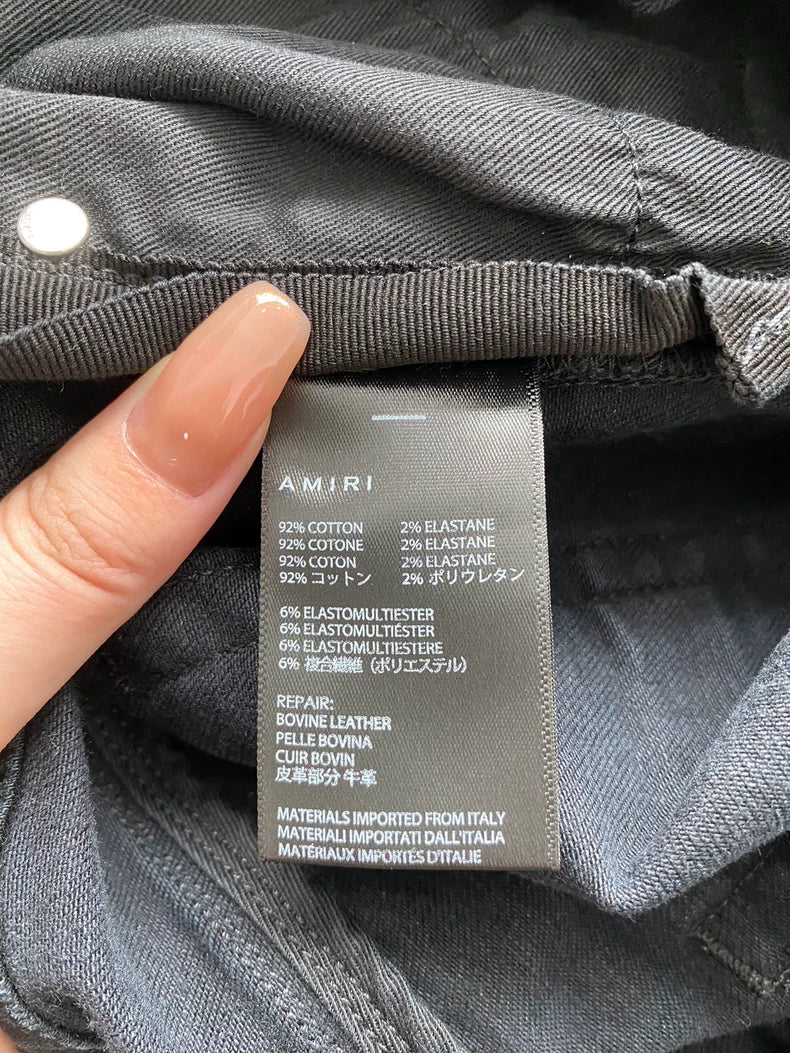 AMIRI
92% COTTON 2% ELASTANE
92% COTONE 2% ELASTANE
92% COTON 2% ELASTANE
92% コットン 2% ポリウレタン
6% ELASTOMULTIESTER
6% ELASTOMULTIÉSTER
6% ELASTOMULTIESTERE
6% 複合繊維（ポリエステル）
REPAIR:
BOVINE LEATHER
PELLE BOVINA
CUIR BOVIN
皮革部分 牛革
MATERIALS IMPORTED FROM ITALY
MATERIALI IMPORTATI DALL'ITALIA
MATÉRIAUX IMPORTÉS D'ITALIE